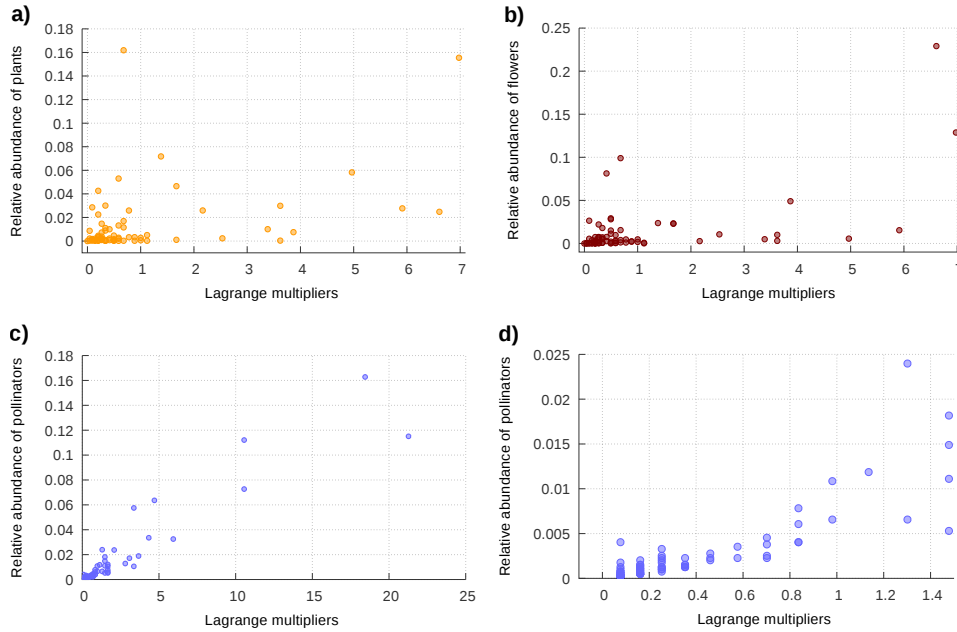 a)
Relative abundance of plants
0.18
0.16
0.14
0.12
0.1
0.08
0.06
0.04
0.02
0
0 1 2 3 4 5 6 7
Lagrange multipliers
b)
Relative abundance of flowers
0.25
0.2
0.15
0.1
0.05
0
0 1 2 3 4 5 6 7
Lagrange multipliers
c)
Relative abundance of pollinators
0.18
0.16
0.14
0.12
0.1
0.08
0.06
0.04
0.02
0
0 5 10 15 20 25
Lagrange multipliers
d)
Relative abundance of pollinators
0.025
0.02
0.015
0.01
0.005
0
0 0.2 0.4 0.6 0.8 1 1.2 1.4
Lagrange multipliers